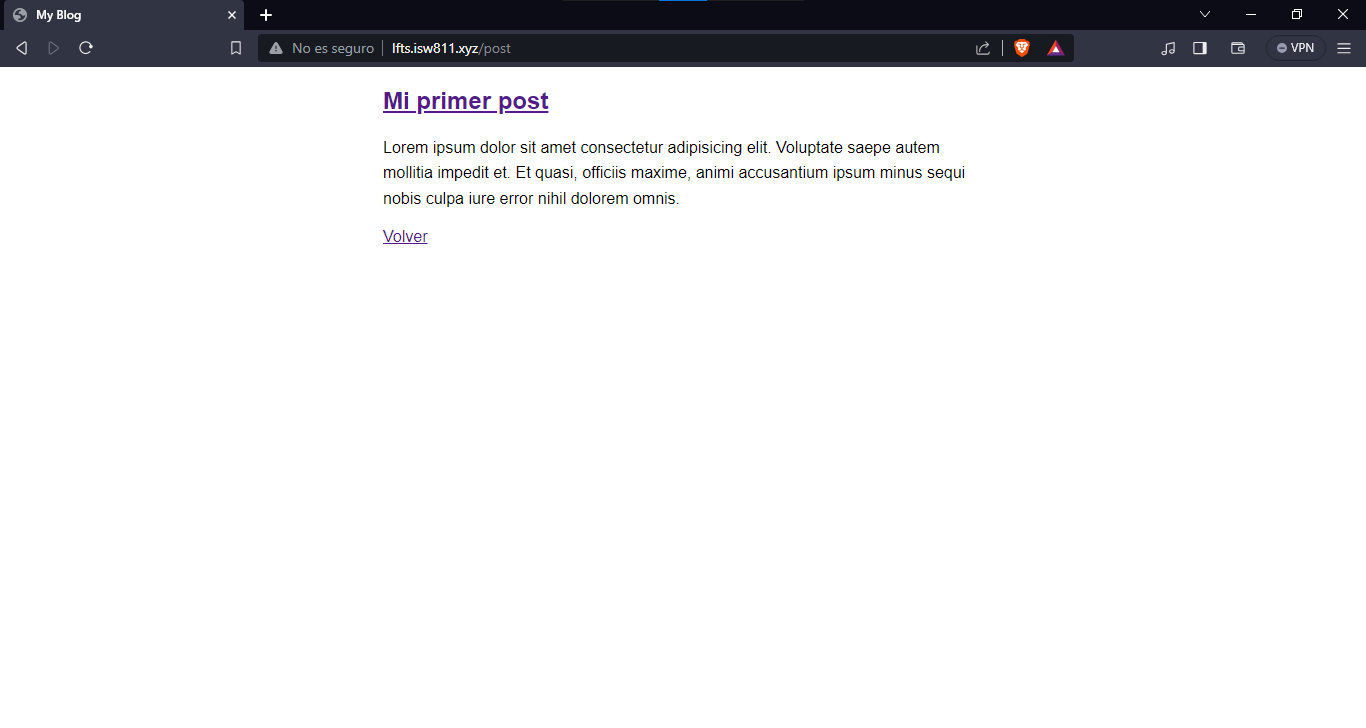 My Blog
No es seguro lfts.isw811.xyz/post
VPN
Mi primer post
Lorem ipsum dolor sit amet consectetur adipisicing elit. Voluptate saepe autem
mollitia impedit et. Et quasi, officiis maxime, animi accusantium ipsum minus sequi
nobis culpa iure error nihil dolorem omnis.
Volver